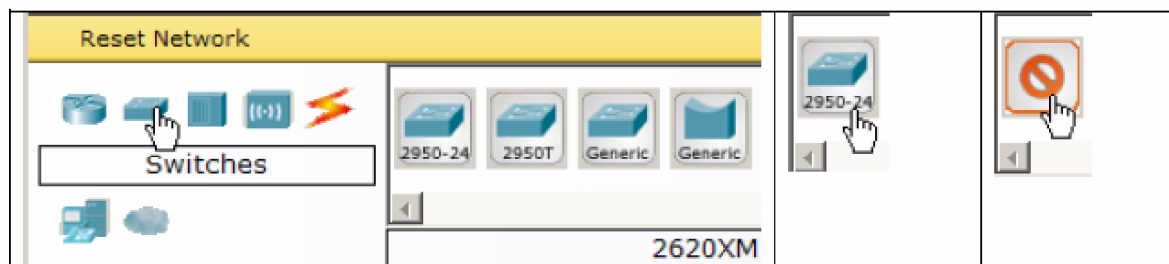 Reset Network
2950-24
2950-24 2950T Generic Generic
Switches
2620XM